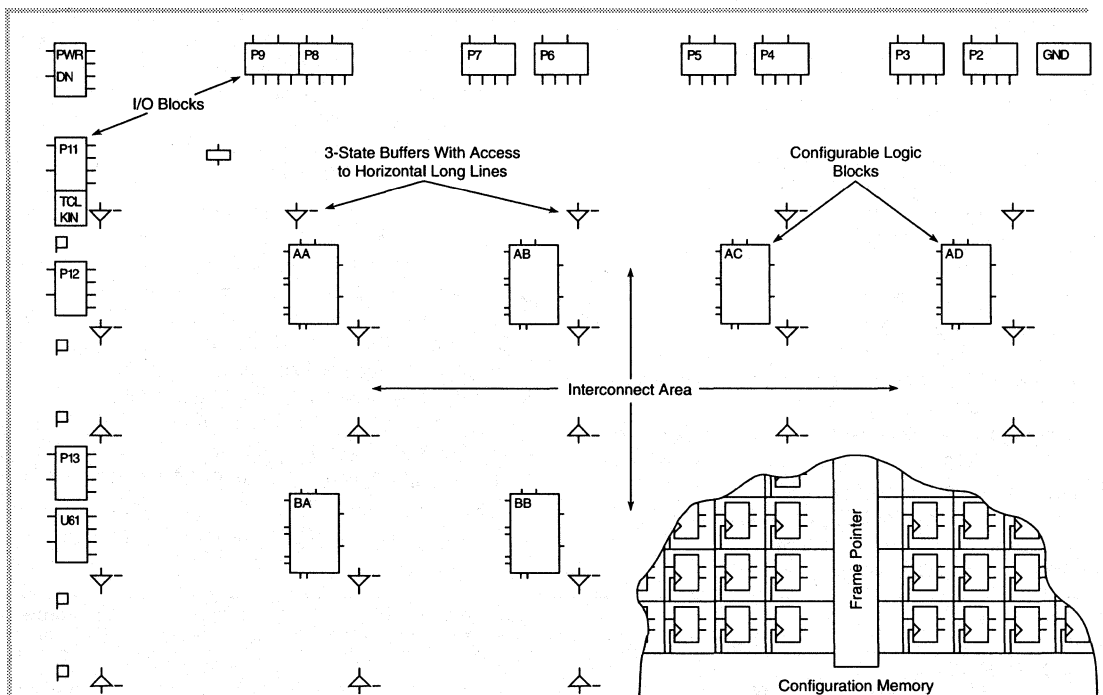 PWR
DN
P9
P8
P7
P6
P5
P4
P3
P2
GND
I/O Blocks
P11
TCL
KIN
3-State Buffers With Access
to Horizontal Long Lines
Configurable Logic
Blocks
P12
AA
AB
AC
AD
Interconnect Area
P13
U61
BA
BB
Frame Pointer
Configuration Memory